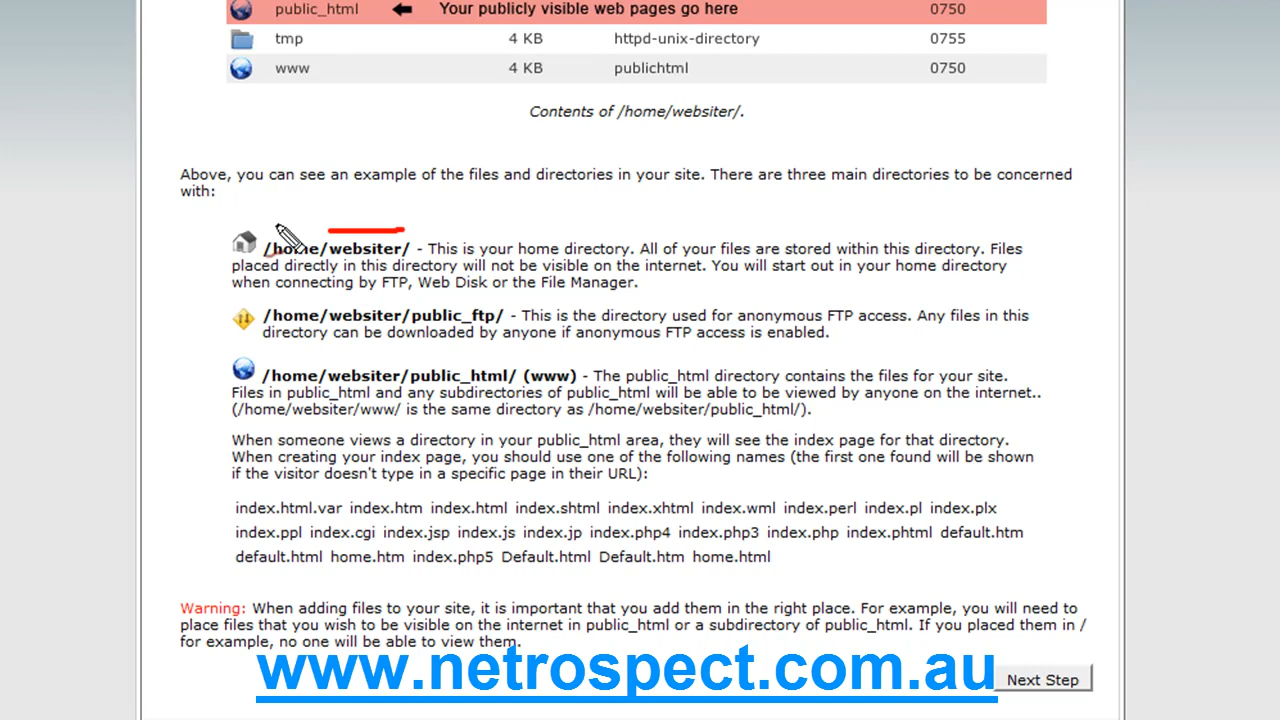 public_html Your publicly visible web pages go here 0750
tmp 4 KB httpd-unix-directory 0755
www 4 KB publichtml 0750
Contents of /home/websiter/.
Above, you can see an example of the files and directories in your site. There are three main directories to be concerned
with:
/home/websiter/ - This is your home directory. All of your files are stored within this directory. Files
placed directly in this directory will not be visible on the internet. You will start out in your home directory
when connecting by FTP, Web Disk or the File Manager.
/home/websiter/public_ftp/ - This is the directory used for anonymous FTP access. Any files in this
directory can be downloaded by anyone if anonymous FTP access is enabled.
/home/websiter/public_html/ (www) - The public_html directory contains the files for your site.
Files in public_html and any subdirectories of public_html will be able to be viewed by anyone on the internet..
(/home/websiter/www/ is the same directory as /home/websiter/public_html/).
When someone views a directory in your public_html area, they will see the index page for that directory.
When creating your index page, you should use one of the following names (the first one found will be shown
if the visitor doesn't type in a specific page in their URL):
index.html.var index.htm index.html index.shtml index.xhtml index.wml index.perl index.pl index.plx
index.ppl index.cgi index.jsp index.js index.jp index.php4 index.php3 index.php index.phtml default.htm
default.html home.htm index.php5 Default.html Default.htm home.html
Warning: When adding files to your site, it is important that you add them in the right place. For example, you will need to
place files that you wish to be visible on the internet in public_html or a subdirectory of public_html. If you placed them in /
for example, no one will be able to view them.
www.netrospect.com.au
Next Step